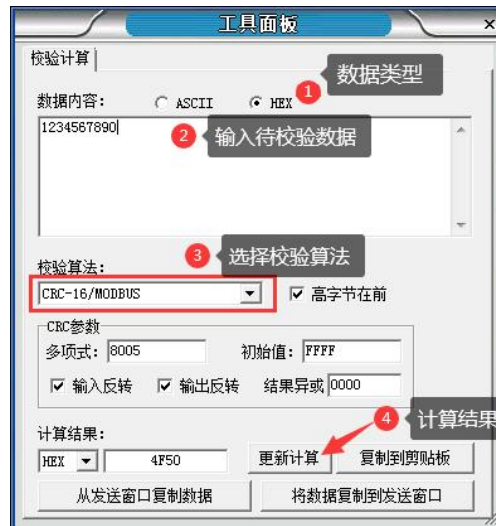 工具面板
校验计算
数据类型
数据内容:
ASCII
HEX
1
1234567890
2
输入待校验数据
3
选择校验算法
校验算法:
CRC-16/MODBUS
高字节在前
CRC参数
多项式: 8005 初始值: FFFF
输入反转 输出反转 结果异或 0000
4
计算结果
计算结果:
HEX 4F50 更新计算 复制到剪贴板
从发送窗口复制数据 将数据复制到发送窗口